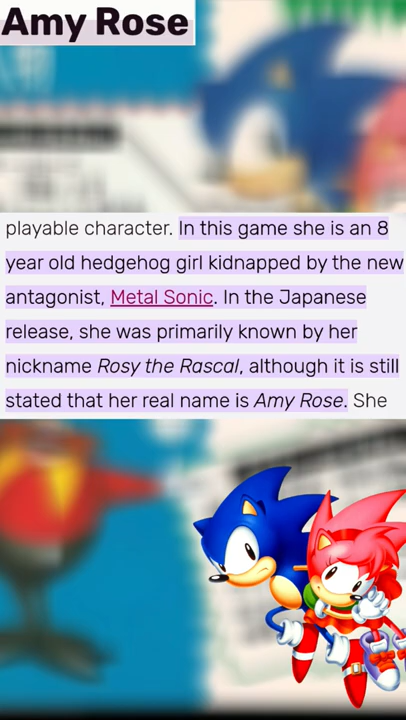 Amy Rose
playable character. In this game she is an 8
year old hedgehog girl kidnapped by the new
antagonist, Metal Sonic. In the Japanese
release, she was primarily known by her
nickname Rosy the Rascal, although it is still
stated that her real name is Amy Rose. She